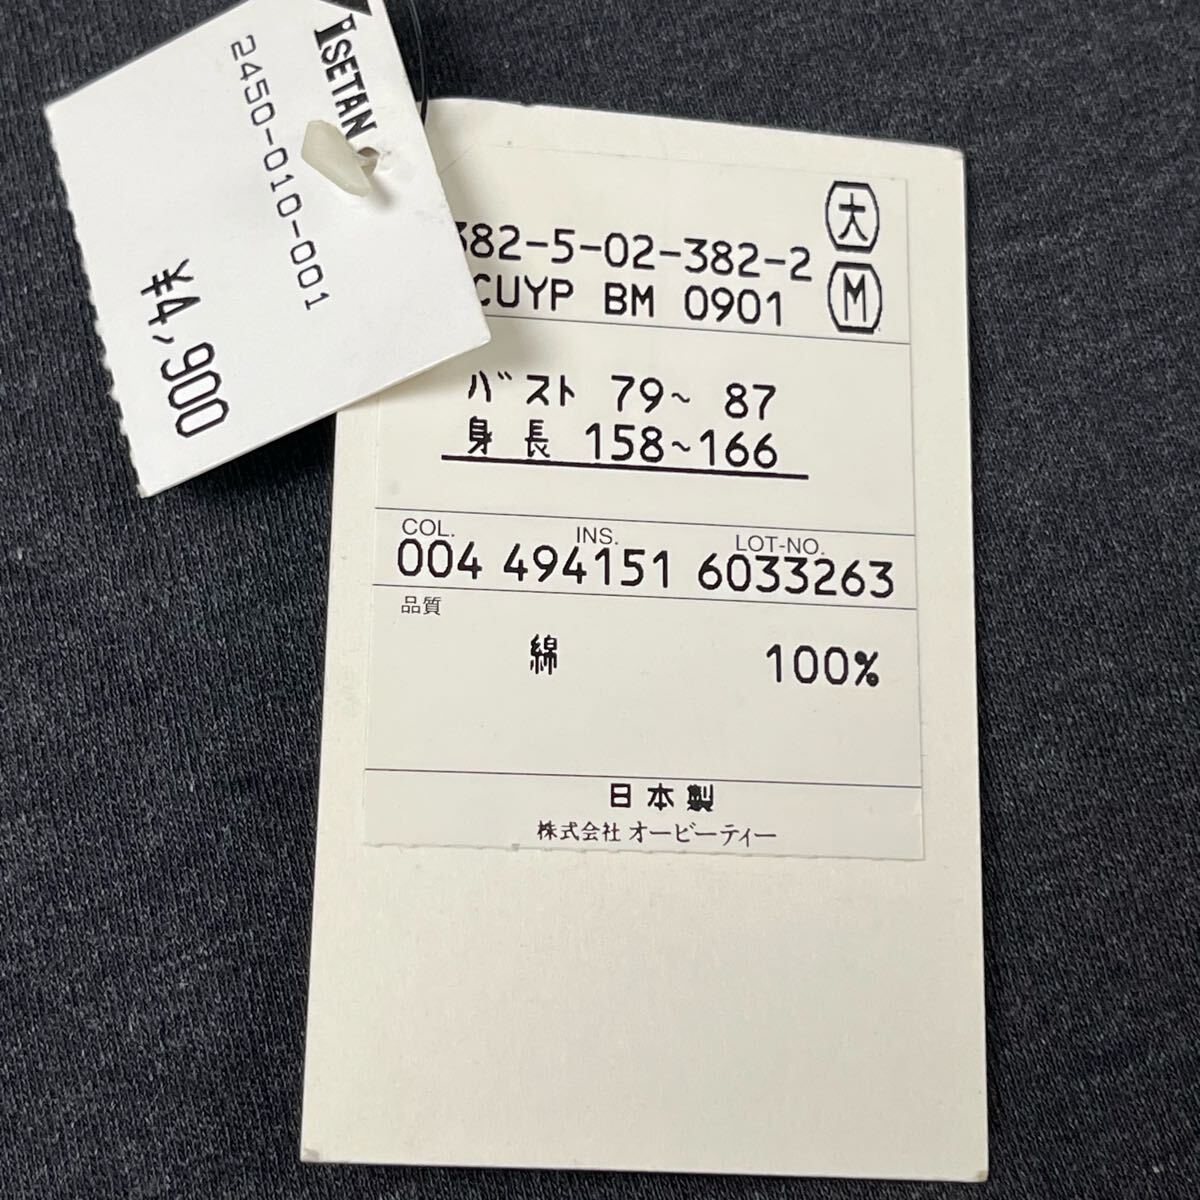 ISETAN
2450-010-001
¥4,900
382-5-02-382-2
大
CUYP BM 0901
M
バスト 79~ 87
身長 158~166
COL. INS. LOT-NO.
004 494151 6033263
品質
綿 100%
日本製
株式会社 オービーティー